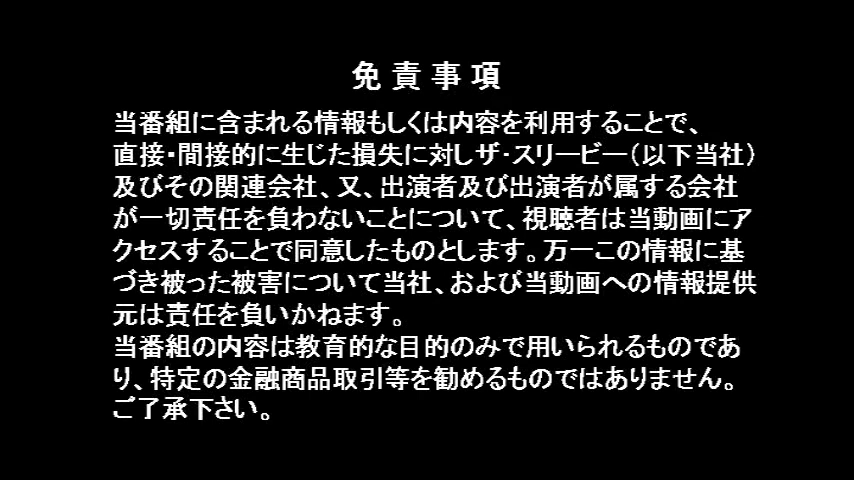 免責事項
当番組に含まれる情報もしくは内容を利用することで、
直接・間接的に生じた損失に対しザ・スリービー（以下当社）
及びその関連会社、又、出演者及び出演者が属する会社
が一切責任を負わないことについて、視聴者は当動画にア
クセスすることで同意したものとします。万一この情報に基
づき被った被害について当社、および当動画への情報提供
元は責任を負いかねます。
当番組の内容は教育的な目的のみで用いられるものであ
り、特定の金融商品取引等を勧めるものではありません。
ご了承下さい。